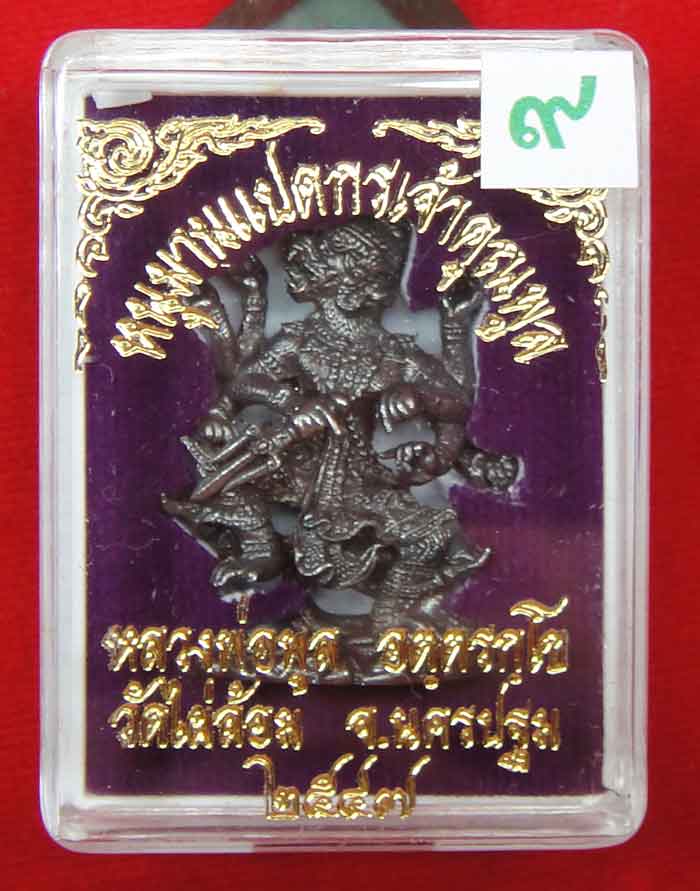 ๙
หนุมานแปดกรเจ้าคุณพูล
หลวงพ่อพูล อตฺตรกฺโข
วัดไผ่ล้อม จ.นครปฐม
๒๕๔๗